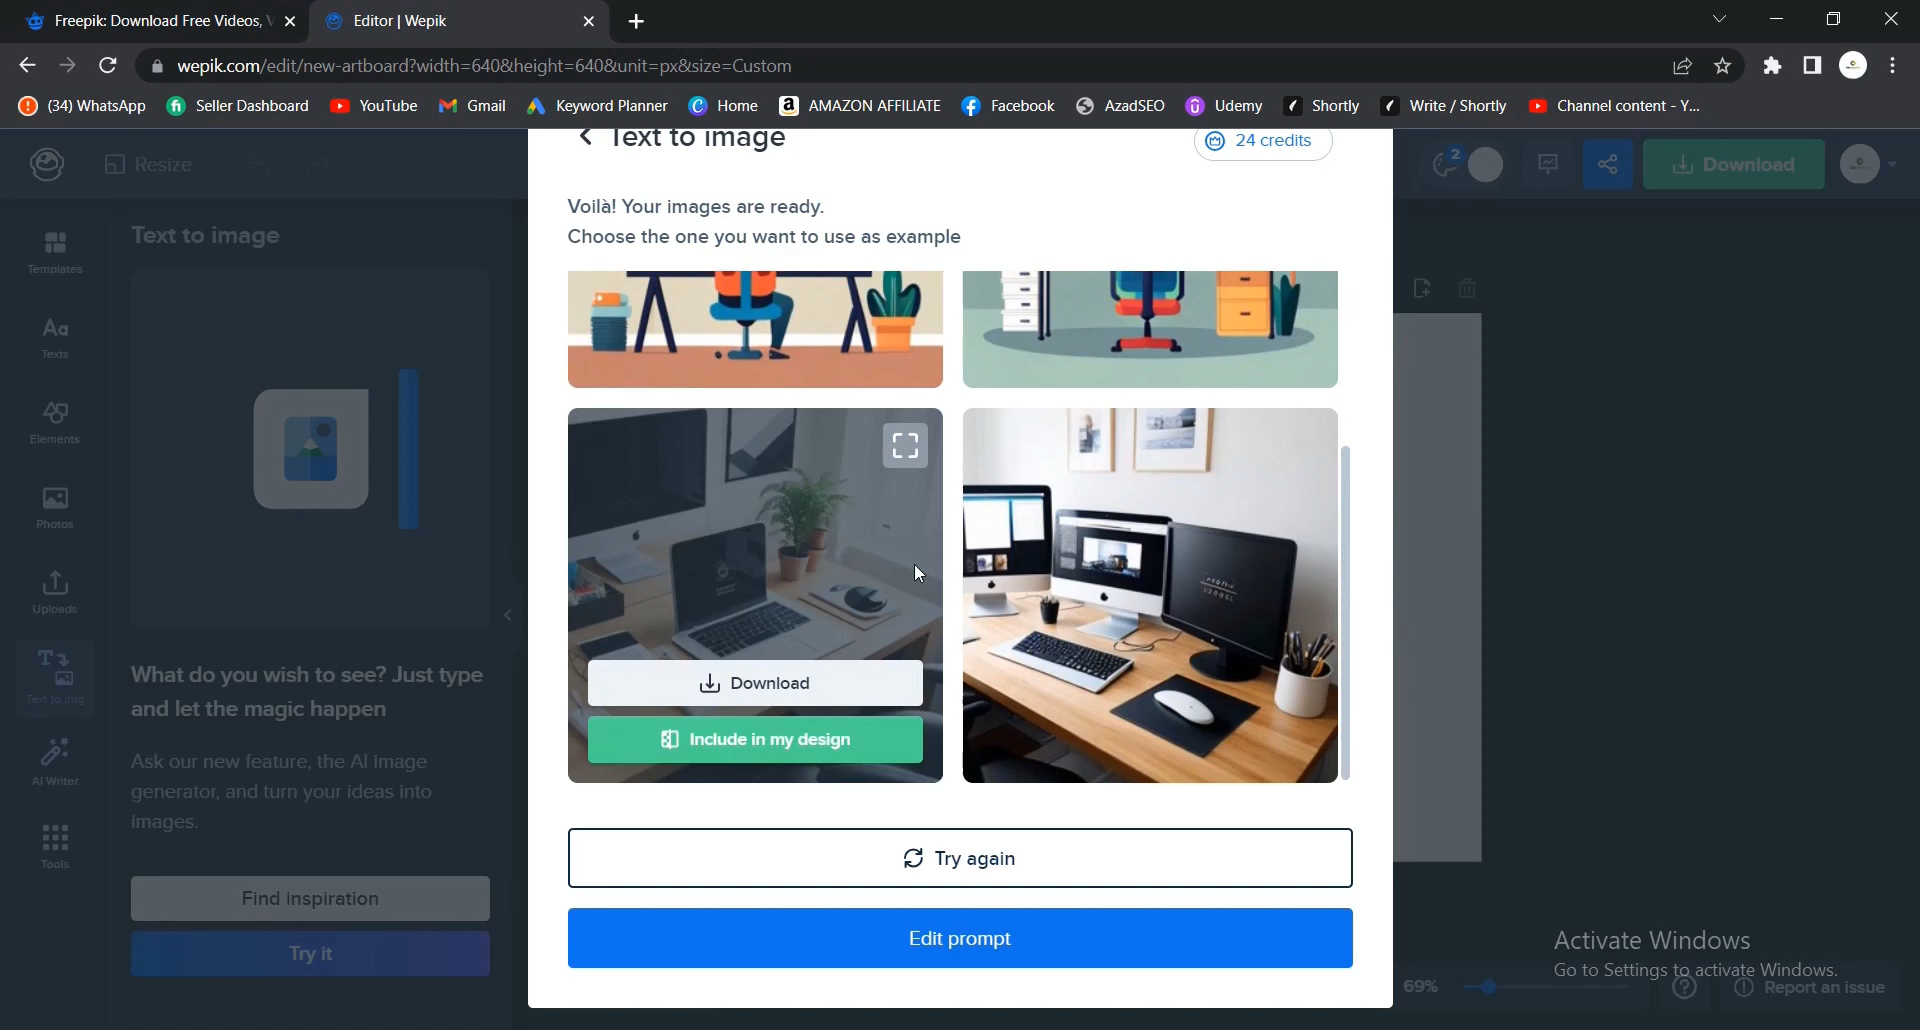 Freepik: Download Free Videos,
Editor | Wepik
wepik.com/edit/new-artboard?width=640&height=640&unit=px&size=Custom
(34) WhatsApp
Seller Dashboard
YouTube
Gmail
Keyword Planner
Home
AMAZON AFFILIATE
Facebook
AzadSEO
Udemy
Shortly
Write / Shortly
Channel content - Y...
Resize
Text to image
24 credits
2
Download
Voilà! Your images are ready.
Choose the one you want to use as example
Text to image
Templates
Aa
Texts
Elements
Photos
Uploads
Text to img
AI Writer
Tools
What do you wish to see? Just type
and let the magic happen
Ask our new feature, the AI image
generator, and turn your ideas into
images.
Find inspiration
Try it
Download
Include in my design
Try again
Edit prompt
Activate Windows
Go to Settings to activate Windows.
69%
Report an issue